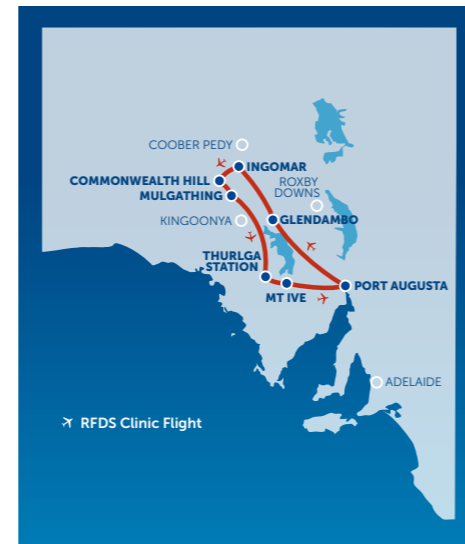 COOBER PEDY
INGOMAR
COMMONWEALTH HILL
ROXBY
DOWNS
MULGATHING
KINGOONYA
GLENDAMBO
THURLGA
STATION
MT IVE
PORT AUGUSTA
ADELAIDE
RFDS Clinic Flight